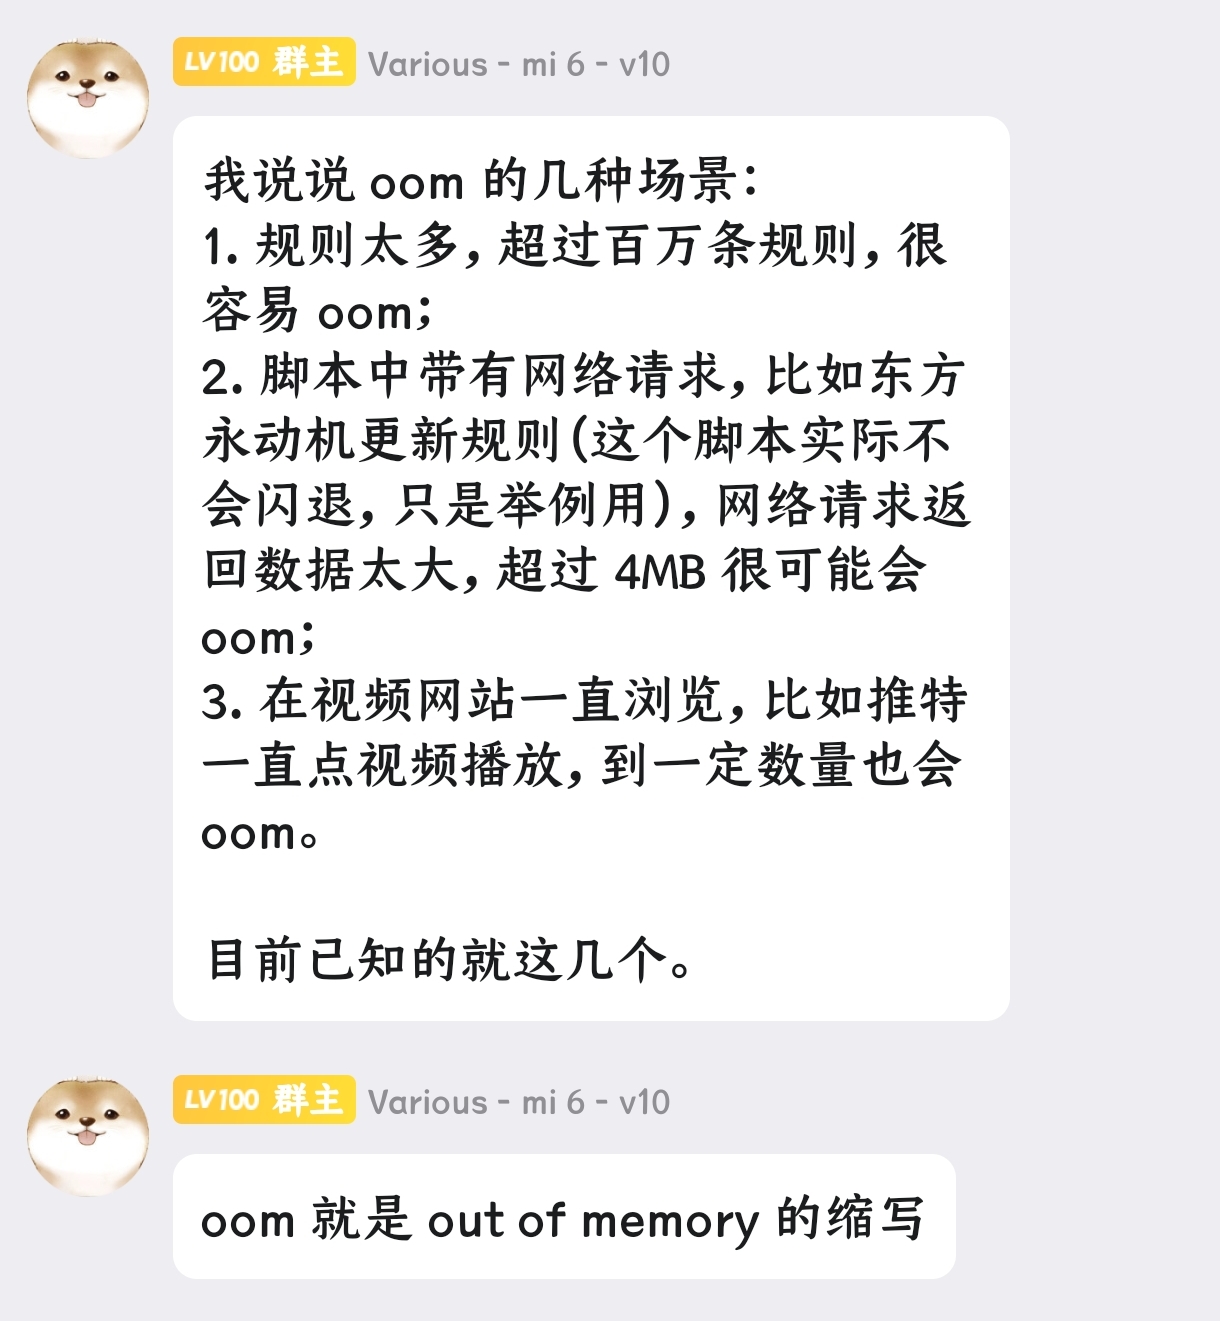 LV100 群主 Various - mi 6 - v10
我说说 oom 的几种场景：
1. 规则太多，超过百万条规则，很
容易 oom；
2. 脚本中带有网络请求，比如东方
永动机更新规则（这个脚本实际不
会闪退，只是举例用），网络请求返
回数据太大，超过 4MB 很可能会
oom；
3. 在视频网站一直浏览，比如推特
一直点视频播放，到一定数量也会
oom。
目前已知的就这几个。
LV100 群主 Various - mi 6 - v10
oom 就是 out of memory 的缩写